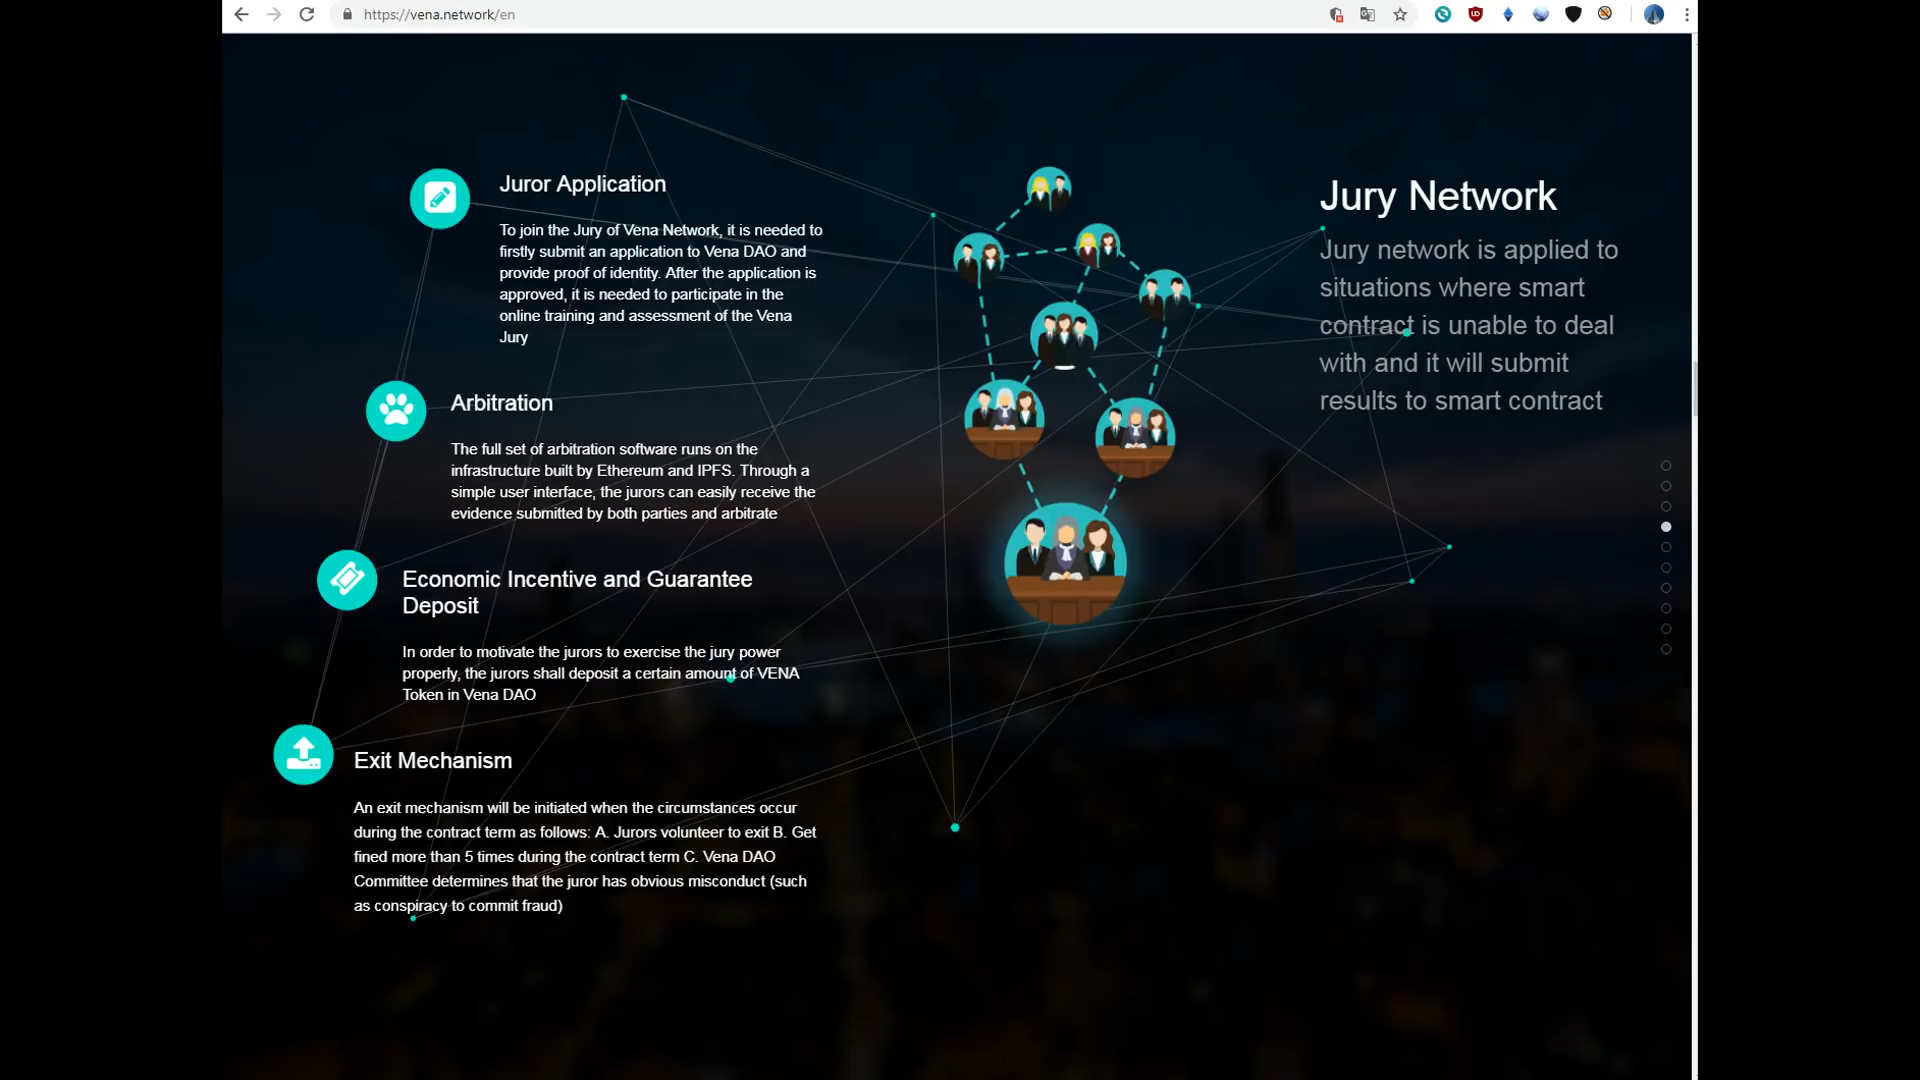 https://vena.network/en
Juror Application
To join the Jury of Vena Network, it is needed to
firstly submit an application to Vena DAO and
provide proof of identity. After the application is
approved, it is needed to participate in the
online training and assessment of the Vena
Jury
Arbitration
The full set of arbitration software runs on the
infrastructure built by Ethereum and IPFS. Through a
simple user interface, the jurors can easily receive the
evidence submitted by both parties and arbitrate
Economic Incentive and Guarantee
Deposit
In order to motivate the jurors to exercise the jury power
properly, the jurors shall deposit a certain amount of VENA
Token in Vena DAO
Exit Mechanism
An exit mechanism will be initiated when the circumstances occur
during the contract term as follows: A. Jurors volunteer to exit B. Get
fined more than 5 times during the contract term C. Vena DAO
Committee determines that the juror has obvious misconduct (such
as conspiracy to commit fraud)
Jury Network
Jury network is applied to
situations where smart
contract is unable to deal
with and it will submit
results to smart contract